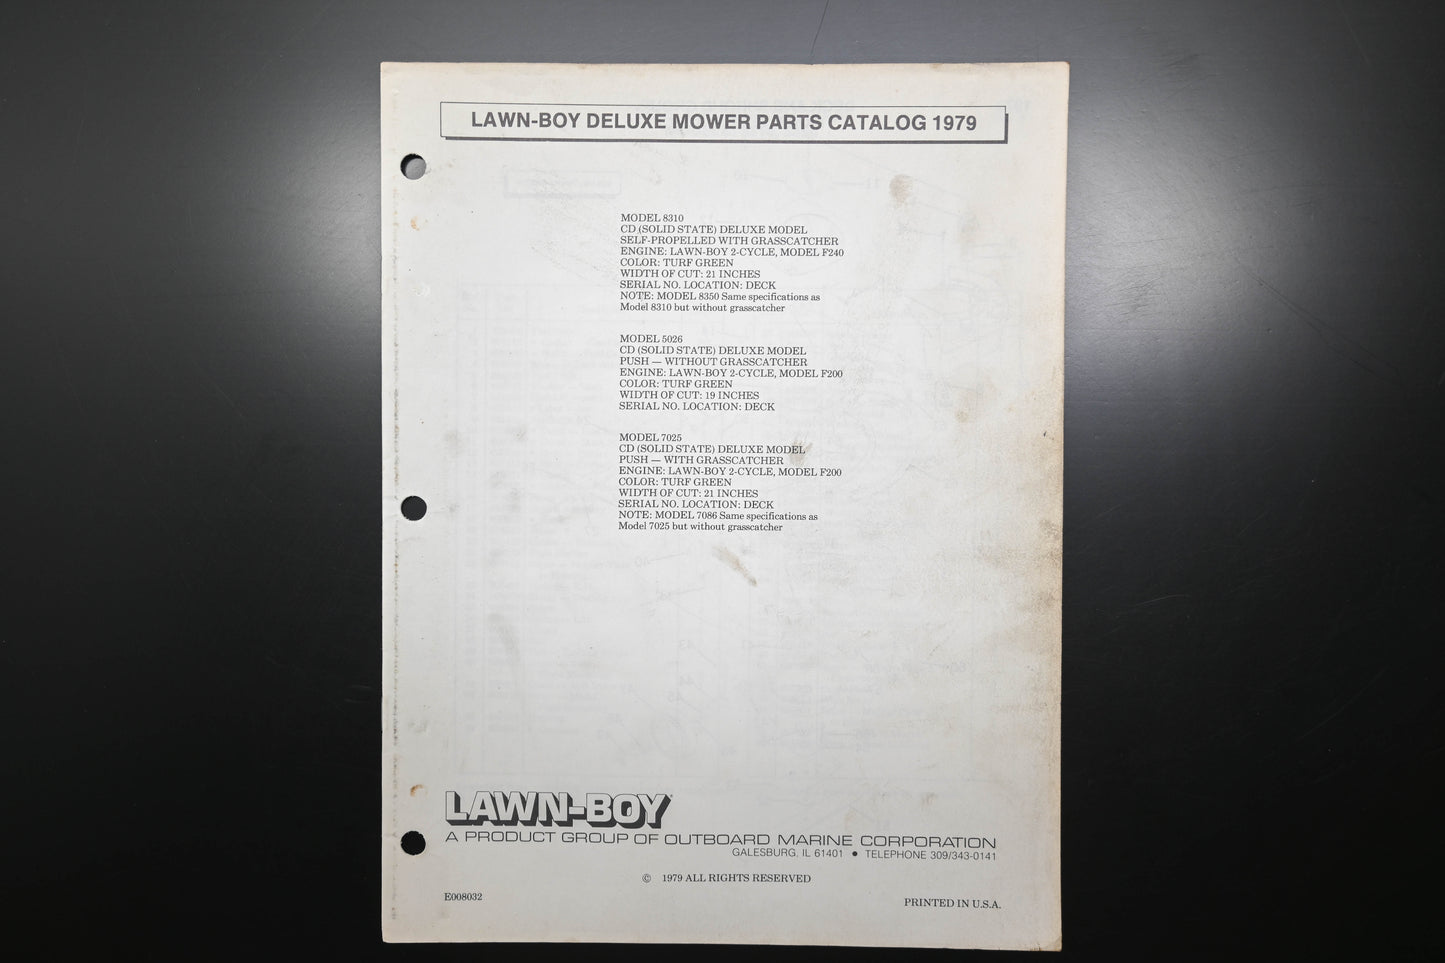 LAWN-BOY DELUXE MOWER PARTS CATALOG 1979
MODEL 8310
CD (SOLID STATE) DELUXE MODEL
SELF-PROPELLED WITH GRASSCATCHER
ENGINE: LAWN-BOY 2-CYCLE, MODEL F240
COLOR: TURF GREEN
WIDTH OF CUT: 21 INCHES
SERIAL NO. LOCATION: DECK
NOTE: MODEL 8350 Same specifications as
Model 8310 but without grasscatcher
MODEL 5026
CD (SOLID STATE) DELUXE MODEL
PUSH — WITHOUT GRASSCATCHER
ENGINE: LAWN-BOY 2-CYCLE, MODEL F200
COLOR: TURF GREEN
WIDTH OF CUT: 19 INCHES
SERIAL NO. LOCATION: DECK
MODEL 7025
CD (SOLID STATE) DELUXE MODEL
PUSH — WITH GRASSCATCHER
ENGINE: LAWN-BOY 2-CYCLE, MODEL F200
COLOR: TURF GREEN
WIDTH OF CUT: 21 INCHES
SERIAL NO. LOCATION: DECK
NOTE: MODEL 7086 Same specifications as
Model 7025 but without grasscatcher
LAWN-BOY
A PRODUCT GROUP OF OUTBOARD MARINE CORPORATION
GALESBURG, IL 61401 • TELEPHONE 309/343-0141
© 1979 ALL RIGHTS RESERVED
E008032
PRINTED IN U.S.A.